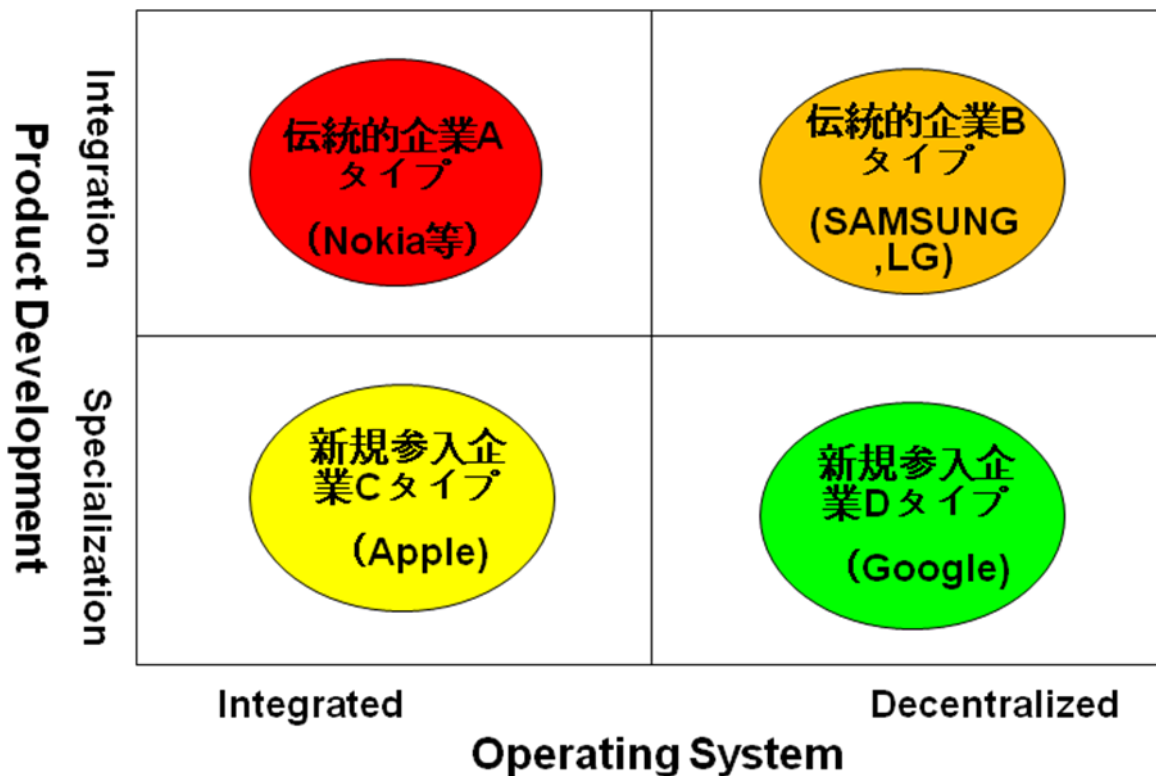 Product Development
Integration
Specialization
伝統的企業A
タイプ
(Nokia等)
伝統的企業B
タイプ
(SAMSUNG
,LG)
新規参入企
業Cタイプ
(Apple)
新規参入企
業Dタイプ
(Google)
Integrated
Decentralized
Operating System